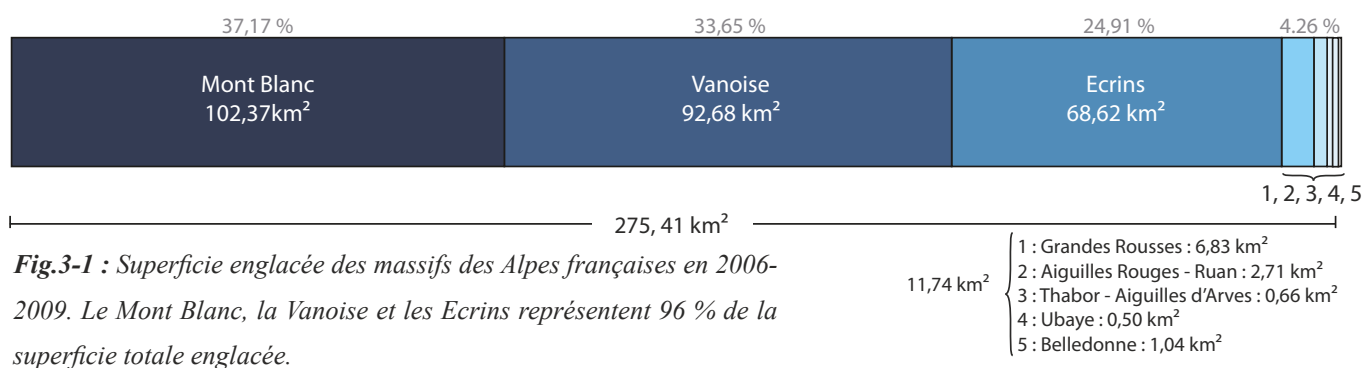 37,17 %
33,65 %
24,91 %
4.26 %
Mont Blanc
102,37km²
Vanoise
92,68 km²
Ecrins
68,62 km²
1, 2, 3, 4, 5
275, 41 km²
Fig.3-1 : Superficie englacée des massifs des Alpes françaises en 2006-
2009. Le Mont Blanc, la Vanoise et les Ecrins représentent 96 % de la
superficie totale englacée.
11,74 km²
1 : Grandes Rousses : 6,83 km²
2 : Aiguilles Rouges - Ruan : 2,71 km²
3 : Thabor - Aiguilles d'Arves : 0,66 km²
4 : Ubaye : 0,50 km²
5 : Belledonne : 1,04 km²